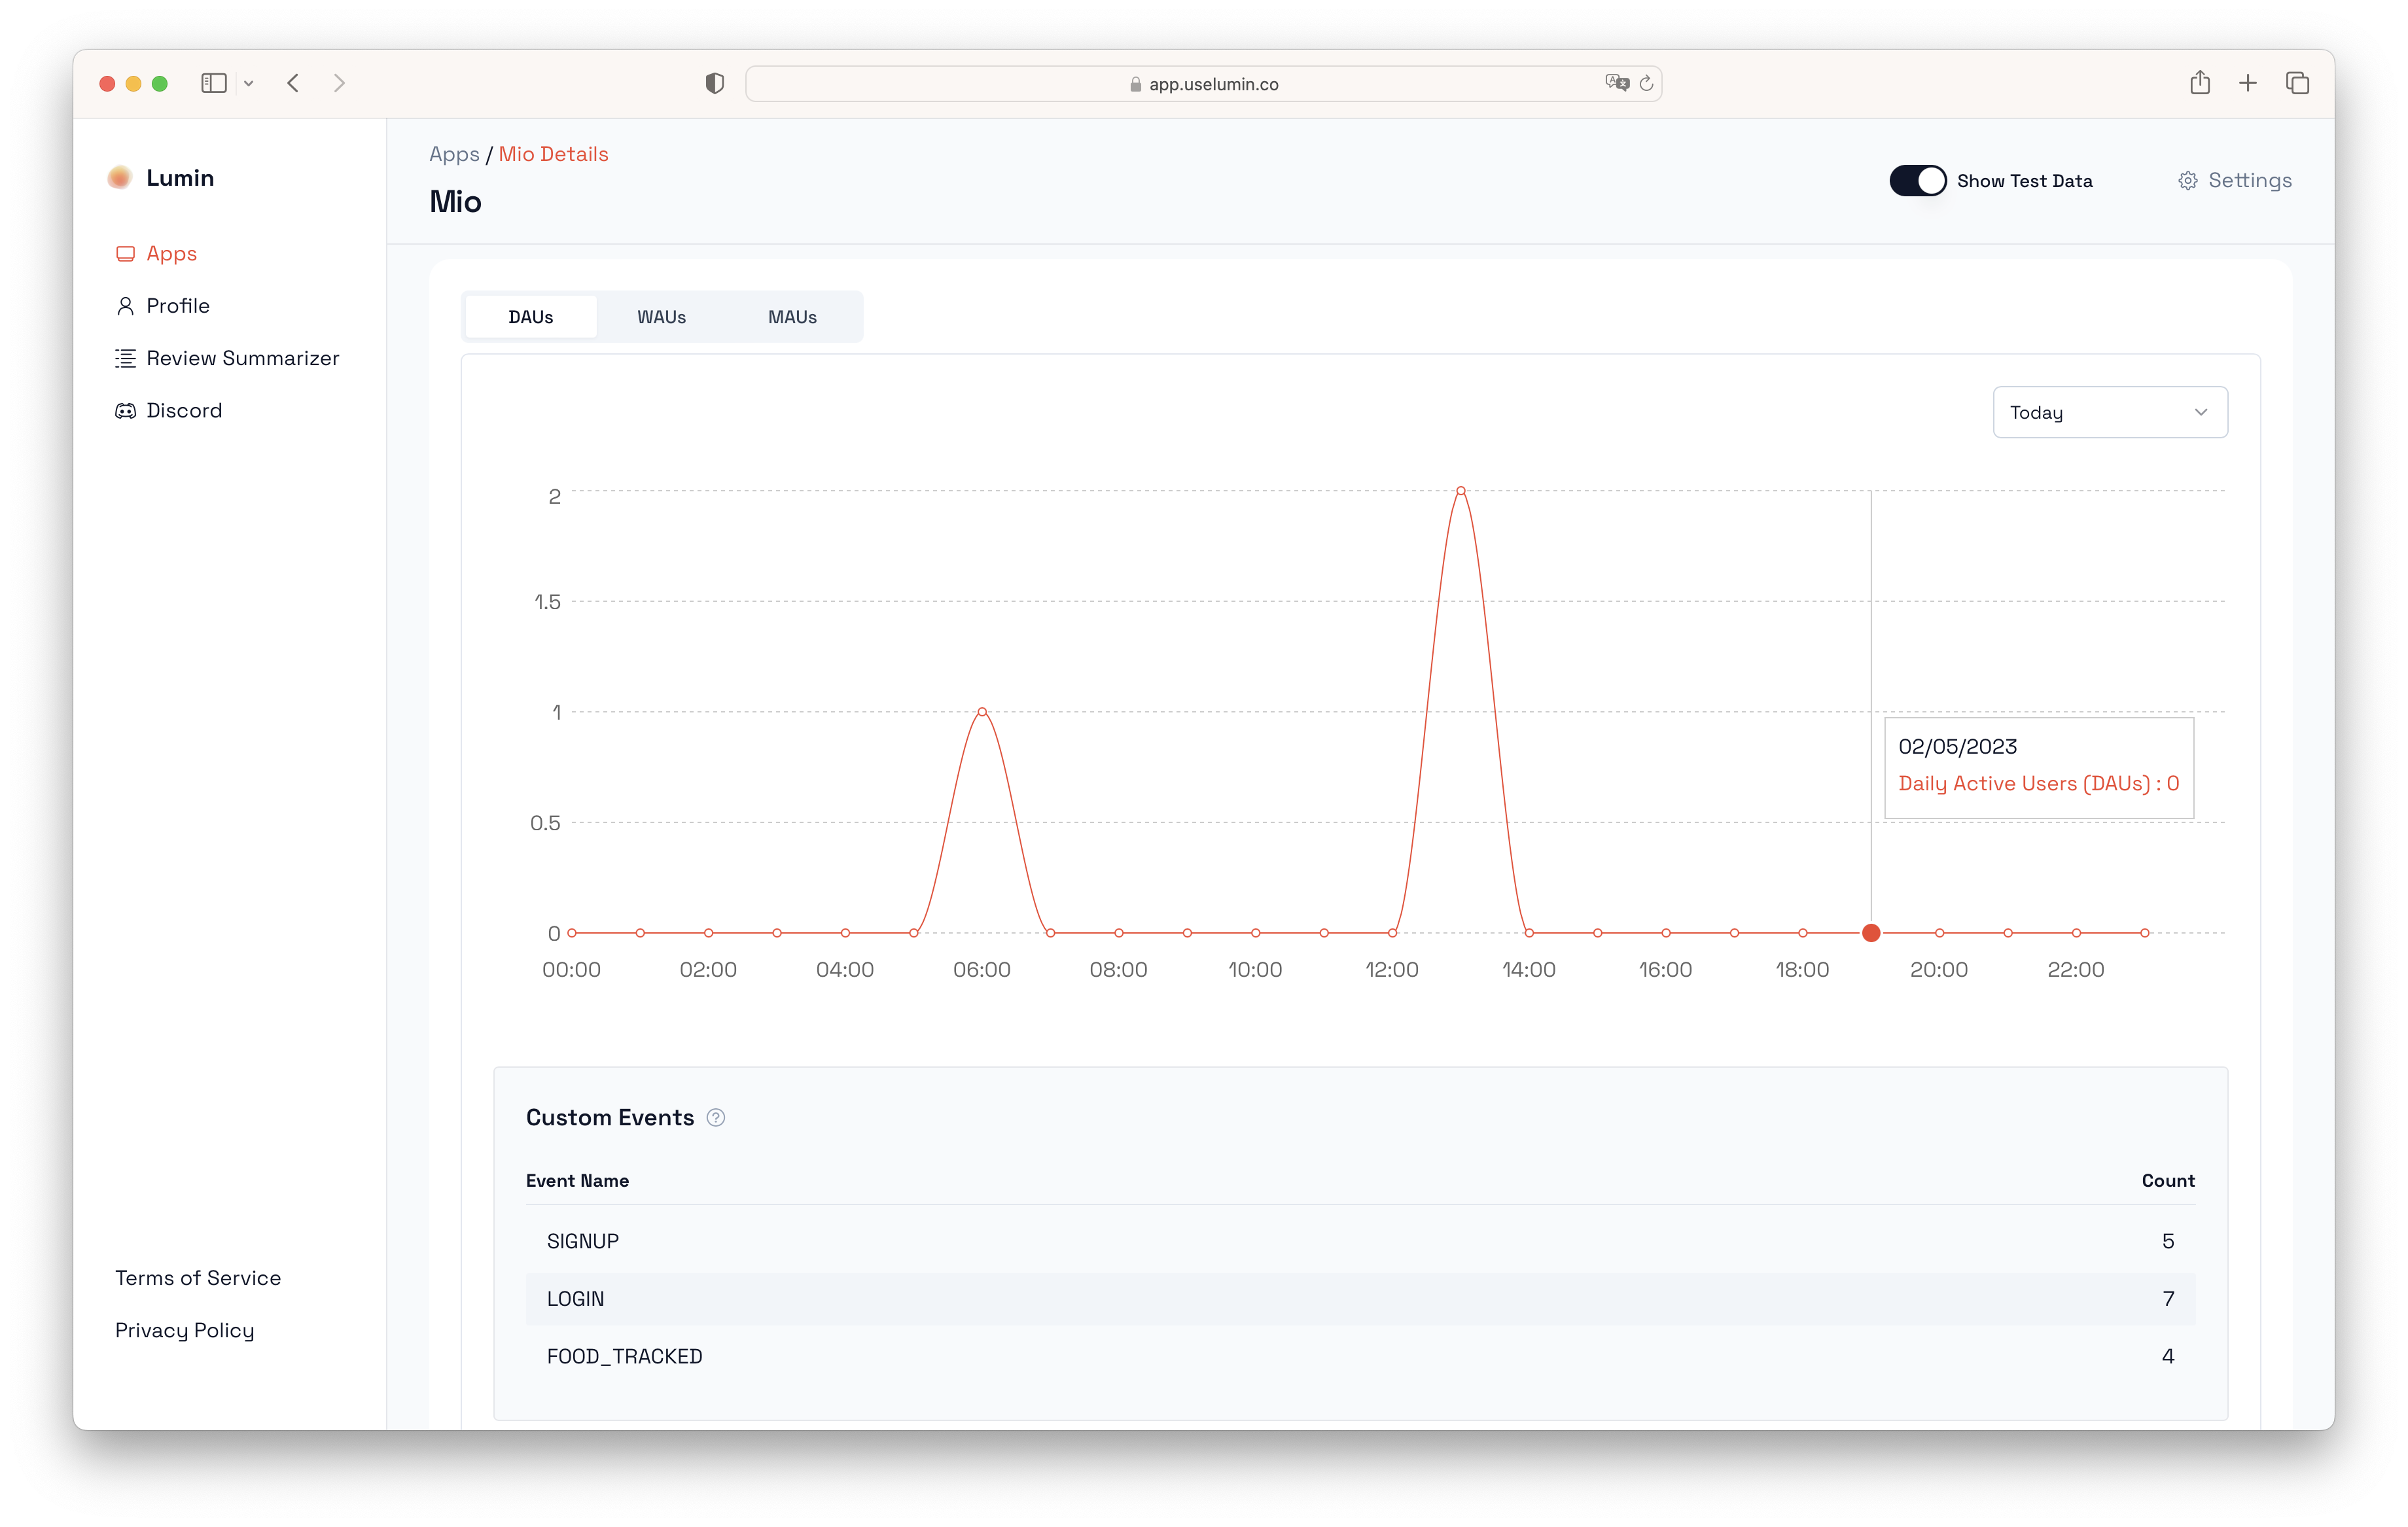 app.uselumin.co
Lumin
Apps
Profile
Review Summarizer
Discord
Terms of Service
Privacy Policy
Apps / Mio Details
Mio
Show Test Data
Settings
DAUs WAUs MAUs
Today
2
1.5
1
0.5
0
00:00 02:00 04:00 06:00 08:00 10:00 12:00 14:00 16:00 18:00 20:00 22:00
02/05/2023
Daily Active Users (DAUs) : 0
Custom Events ?
Event Name Count
SIGNUP 5
LOGIN 7
FOOD_TRACKED 4